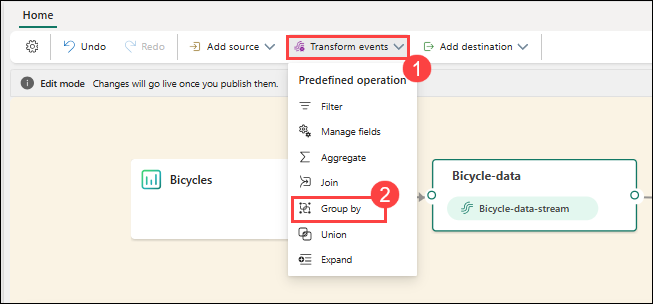 Home
Undo Redo Add source Transform events Add destination
1
Edit mode Changes will go live once you publish them.
Predefined operation
Filter
Manage fields
Aggregate
Join
Group by
2
Union
Expand
Bicycles
Bicycle-data
Bicycle-data-stream